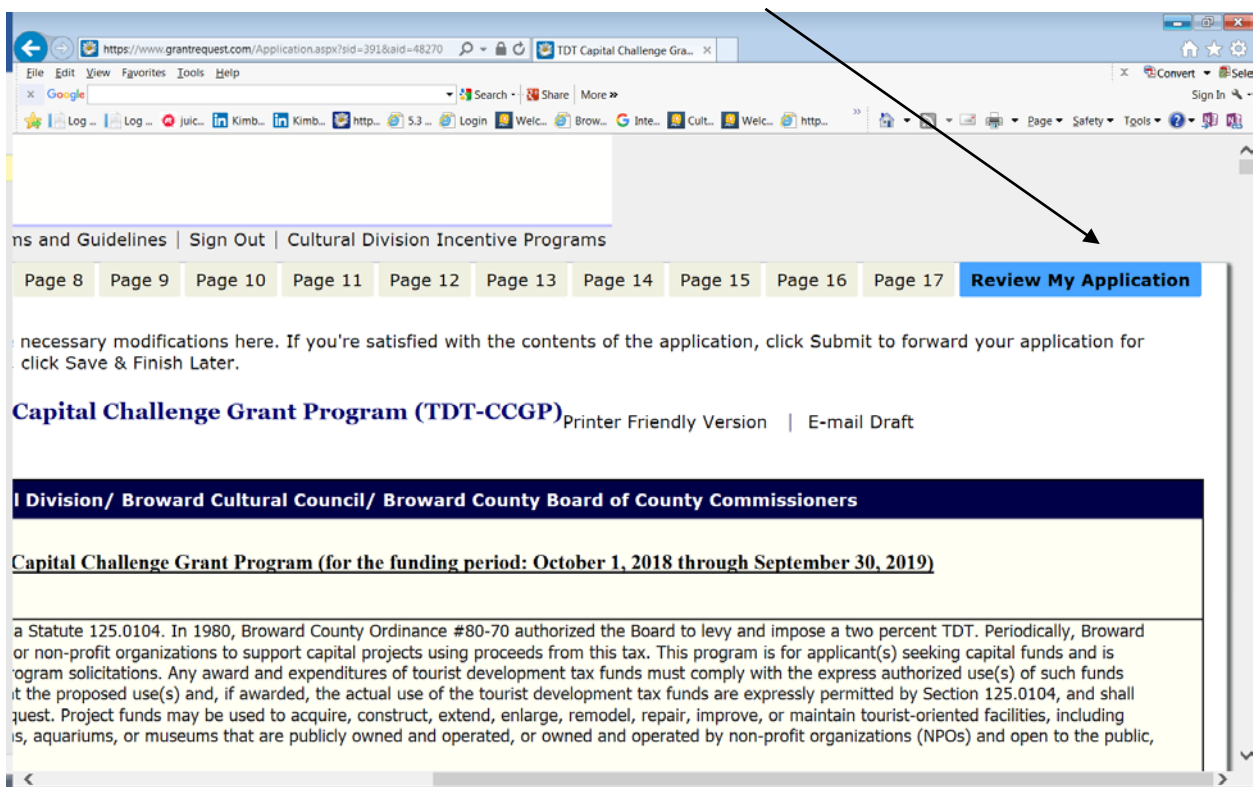 https://www.grantrequest.com/Application.aspx?sid=391&aid=48270 TDT Capital Challenge Gra... ×
File Edit View Favorites Tools Help x Convert Sele
x Google Search Share More » Sign In
Log ... Log ... juic... Kimb... Kimb... http... 5.3 ... Login Welc... Brow... Inte... Cult... Welc... http... » Page Safety Tools
ms and Guidelines | Sign Out | Cultural Division Incentive Programs
Page 8 Page 9 Page 10 Page 11 Page 12 Page 13 Page 14 Page 15 Page 16 Page 17 Review My Application
necessary modifications here. If you're satisfied with the contents of the application, click Submit to forward your application for
click Save & Finish Later.
Capital Challenge Grant Program (TDT-CCGP) Printer Friendly Version | E-mail Draft
l Division/ Broward Cultural Council/ Broward County Board of County Commissioners
Capital Challenge Grant Program (for the funding period: October 1, 2018 through September 30, 2019)
a Statute 125.0104. In 1980, Broward County Ordinance #80-70 authorized the Board to levy and impose a two percent TDT. Periodically, Broward
or non-profit organizations to support capital projects using proceeds from this tax. This program is for applicant(s) seeking capital funds and is
rogram solicitations. Any award and expenditures of tourist development tax funds must comply with the express authorized use(s) of such funds
t the proposed use(s) and, if awarded, the actual use of the tourist development tax funds are expressly permitted by Section 125.0104, and shall
quest. Project funds may be used to acquire, construct, extend, enlarge, remodel, repair, improve, or maintain tourist-oriented facilities, including
s, aquariums, or museums that are publicly owned and operated, or owned and operated by non-profit organizations (NPOs) and open to the public,